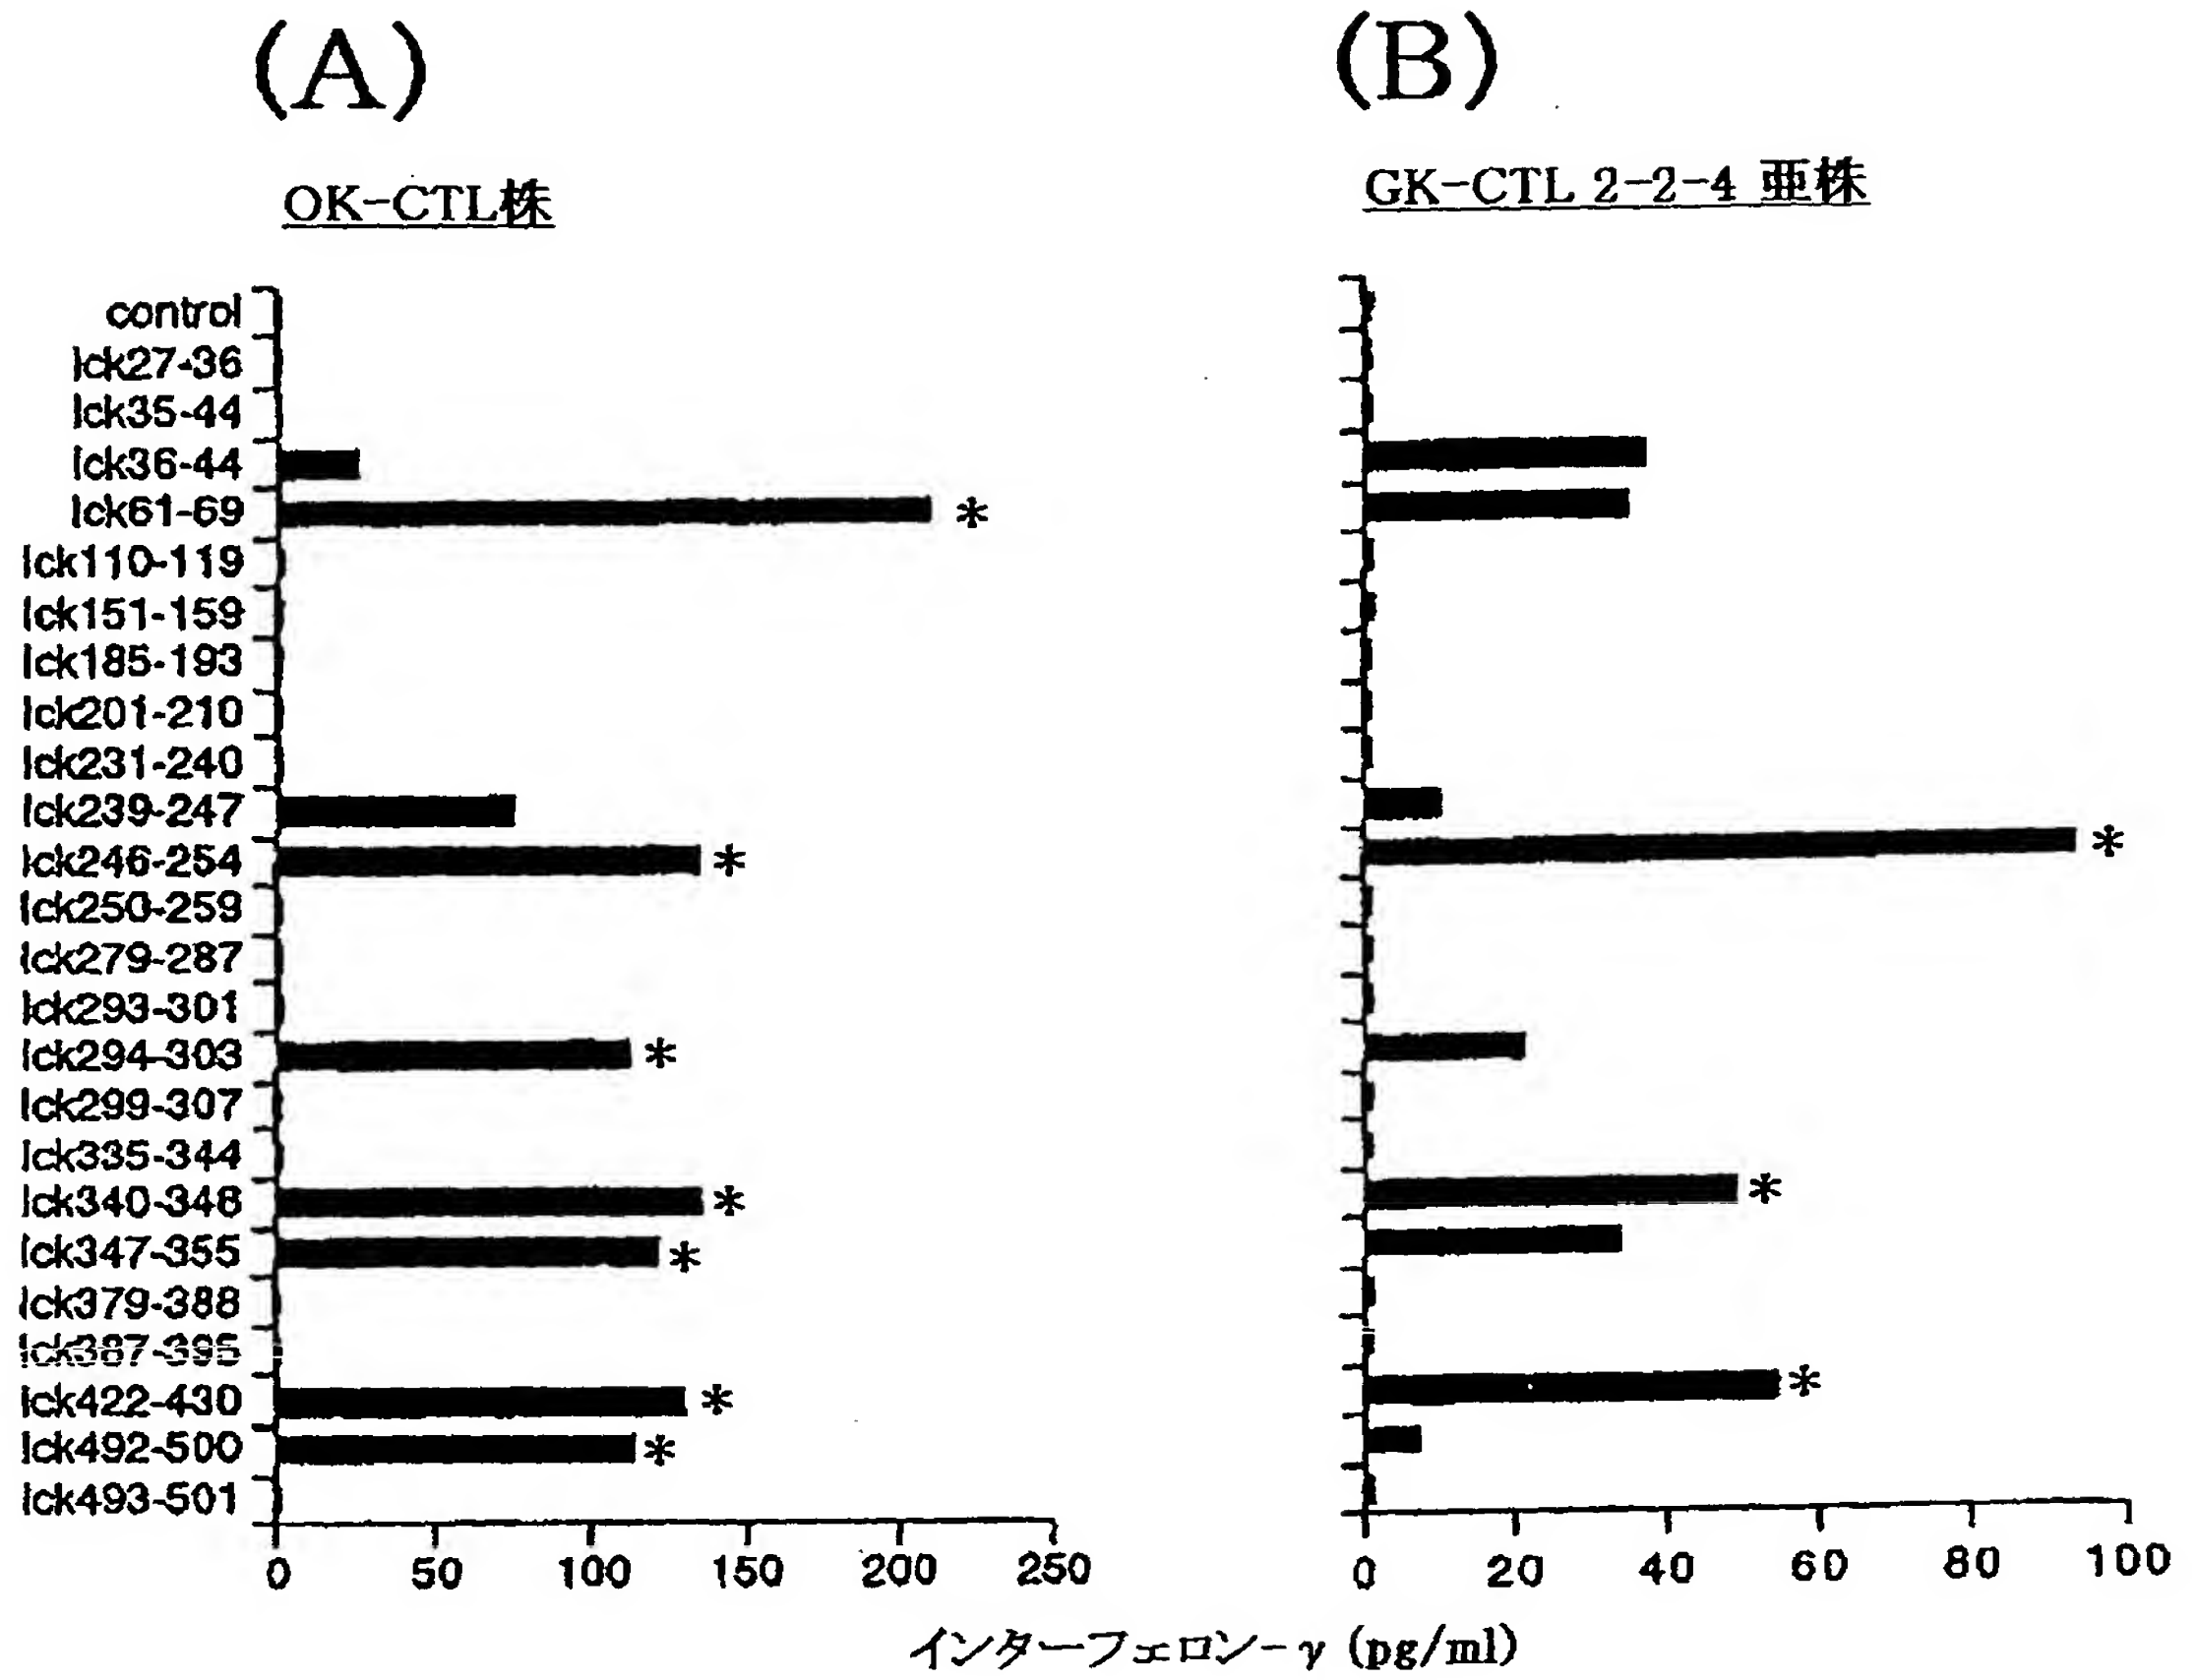 (A)
OK-CTL株
(B)
GK-CTL 2-2-4 亜株
control
lck27-36
lck35-44
lck36-44
lck61-69
lck110-119
lck151-159
lck185-193
lck201-210
lck231-240
lck239-247
lck246-254
lck250-259
lck279-287
lck293-301
lck294-303
lck299-307
lck335-344
lck340-348
lck347-355
lck379-388
lck387-395
lck422-430
lck492-500
lck493-501
*
*
*
*
*
*
*
*
*
*
0 50 100 150 200 250
0 20 40 60 80 100
インターフェロン-γ (pg/ml)